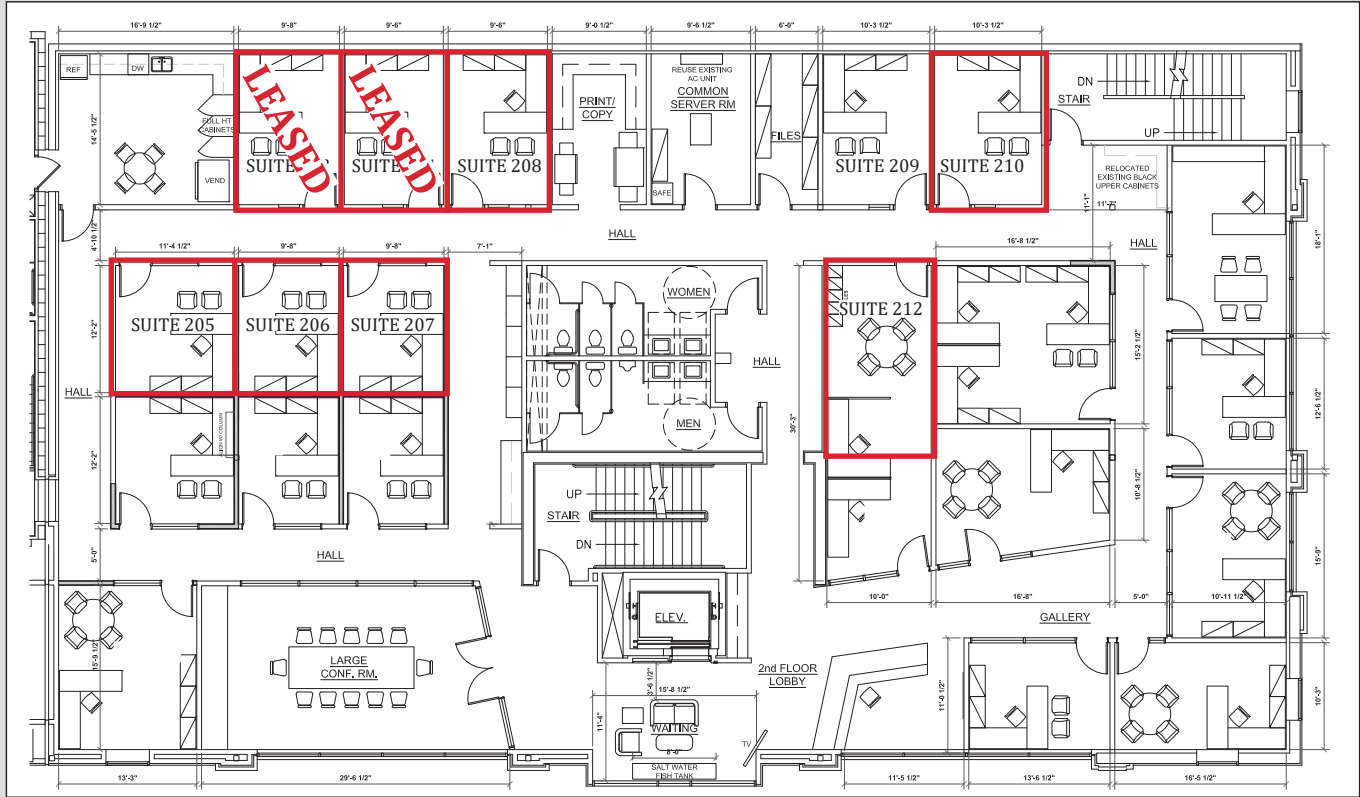 16'-9 1/2"
9'-8"
9'-6"
9'-6"
9'-0 1/2"
9'-6 1/2"
6'-0"
10'-3 1/2"
10'-3 1/2"
REF
DW
FULL HT
CABINETS
VEND
14'-5 1/2"
LEASED
SUITE
LEASED
SUITE
SUITE 208
PRINT/
COPY
REUSE EXISTING
AC UNIT
COMMON
SERVER RM
SAFE
FILES
SUITE 209
SUITE 210
DN
STAIR
UP
RELOCATED
EXISTING BLACK
UPPER CABINETS
11'-1"
18'-1"
4'-10 1/2"
HALL
HALL
11'-4 1/2"
9'-8"
9'-8"
7'-1"
16'-8 1/2"
SUITE 205
SUITE 206
SUITE 207
12'-2"
WOMEN
HALL
SUITE 212
15'-2 1/2"
12'-6 1/2"
HALL
MEN
30'-3"
12'-2"
10'-8 1/2"
UP
STAIR
DN
15'-9"
5'-0"
HALL
10'-0"
16'-8"
5'-0"
10'-11 1/2"
ELEV.
GALLERY
15'-9 1/2"
LARGE
CONF. RM.
2nd FLOOR
LOBBY
3'-6 1/2"
15'-8 1/2"
11'-4"
WAITING
8'-0"
TV
SALT WATER
FISH TANK
11'-0 1/2"
10'-3"
13'-3"
29'-6 1/2"
11'-5 1/2"
13'-6 1/2"
16'-5 1/2"